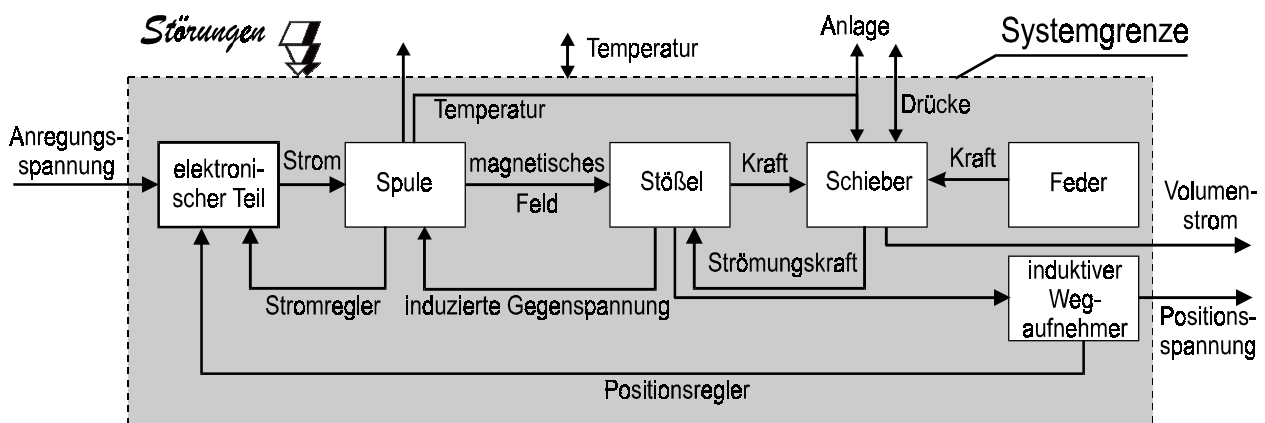 Störungen
Temperatur
Anlage
Systemgrenze
Drücke
Temperatur
Anregungs-
spannung
elektroni-
scher Teil
Strom
Spule
magnetisches
Feld
Stößel
Kraft
Schieber
Kraft
Feder
Volumen-
strom
Strömungskraft
Stromregler
induzierte Gegenspannung
induktiver
Weg-
aufnehmer
Positions-
spannung
Positionsregler